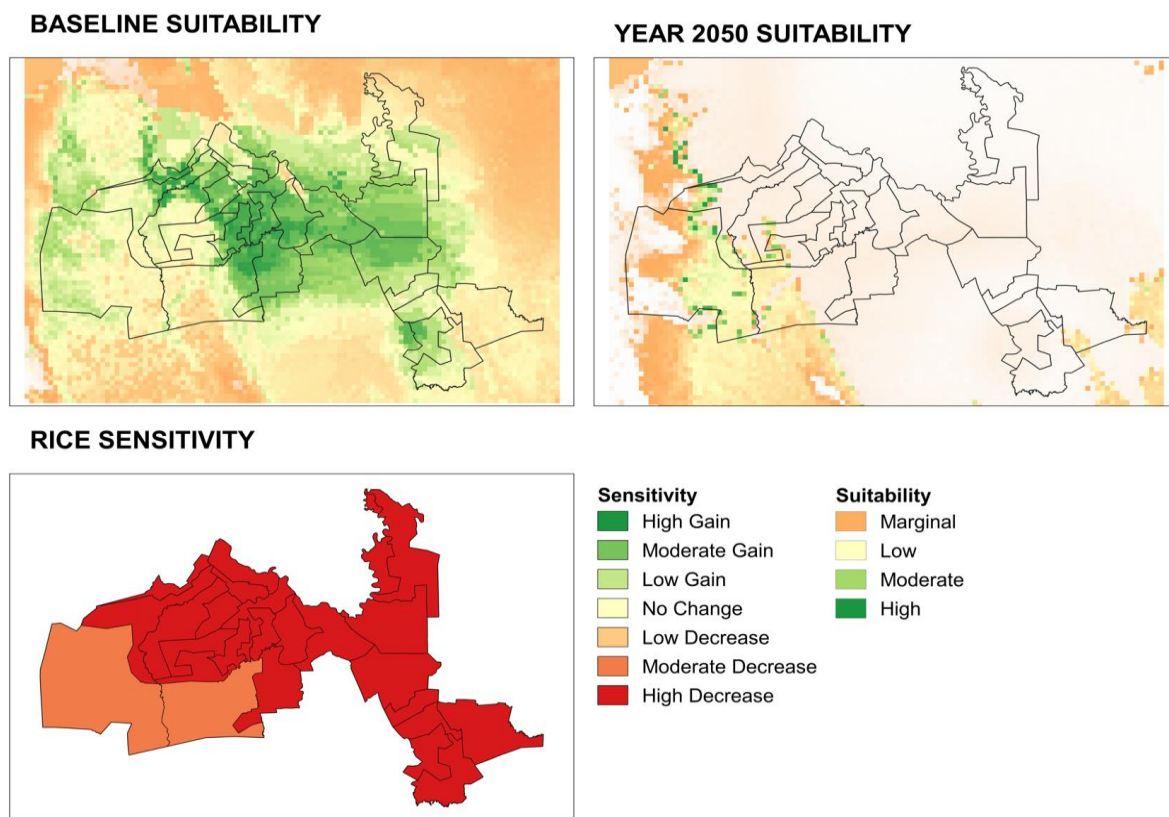 BASELINE SUITABILITY
YEAR 2050 SUITABILITY
RICE SENSITIVITY
Sensitivity
High Gain
Moderate Gain
Low Gain
No Change
Low Decrease
Moderate Decrease
High Decrease
Suitability
Marginal
Low
Moderate
High